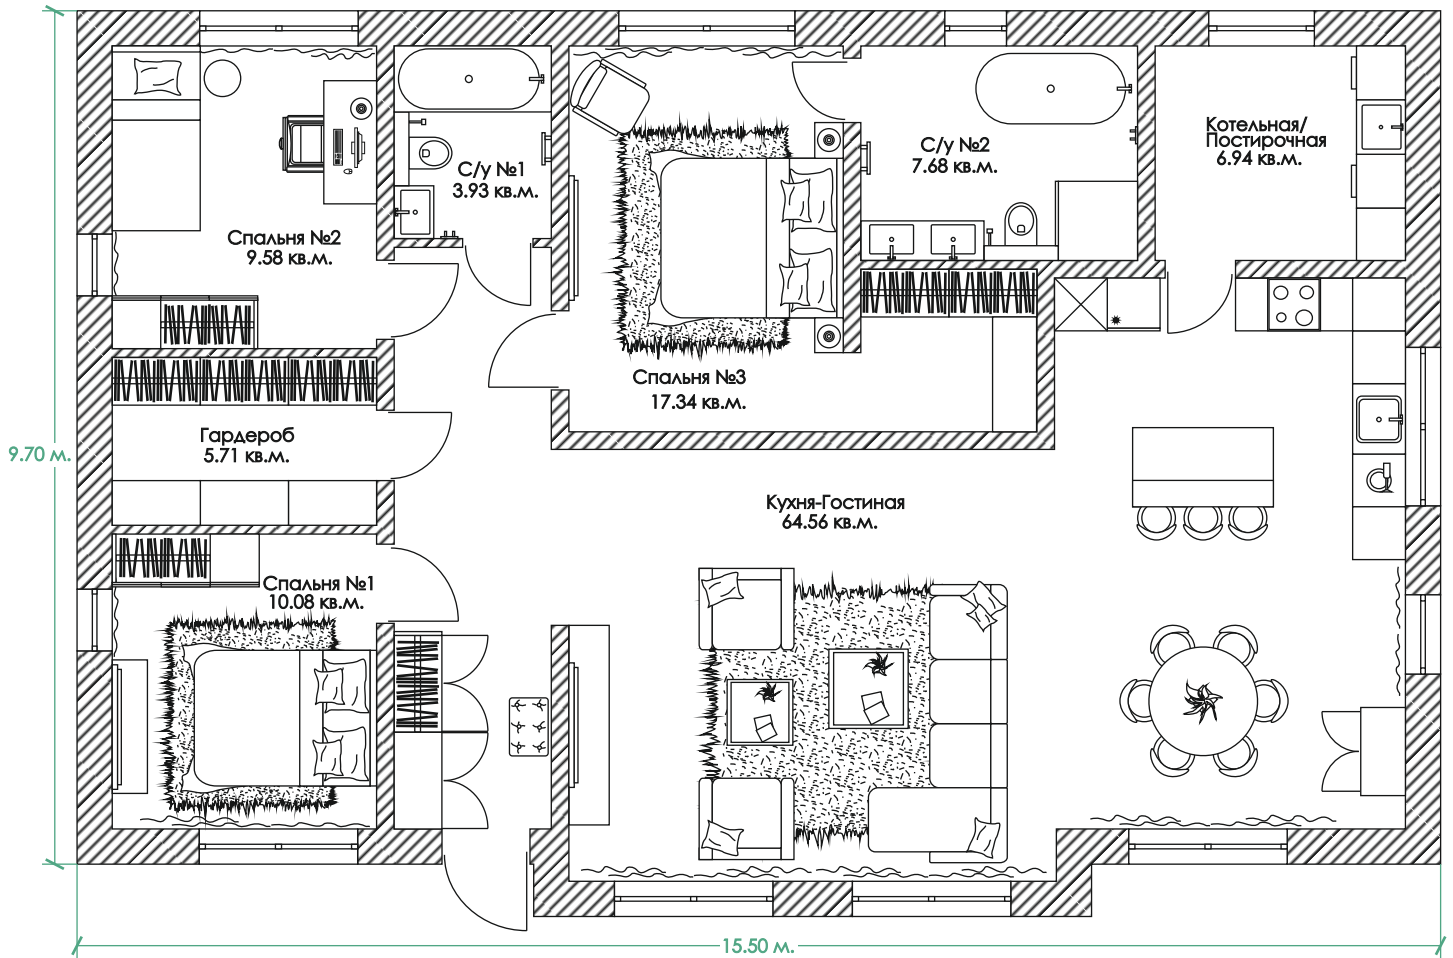 Котельная/
Постирочная
6.94 кв.м.
С/у №2
7.68 кв.м.
С/у №1
3.93 кв.м.
Спальня №2
9.58 кв.м.
Спальня №3
17.34 кв.м.
Гардероб
5.71 кв.м.
9.70 м.
Кухня-Гостиная
64.56 кв.м.
Спальня №1
10.08 кв.м.
15.50 м.